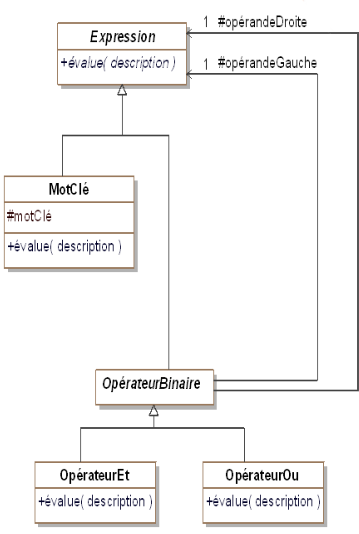 1 #opérandeDroite
Expression
+évalue( description )
1 #opérandeGauche
MotClé
#motClé
+évalue( description )
OpérateurBinaire
OpérateurEt
+évalue( description )
OpérateurOu
+évalue( description )